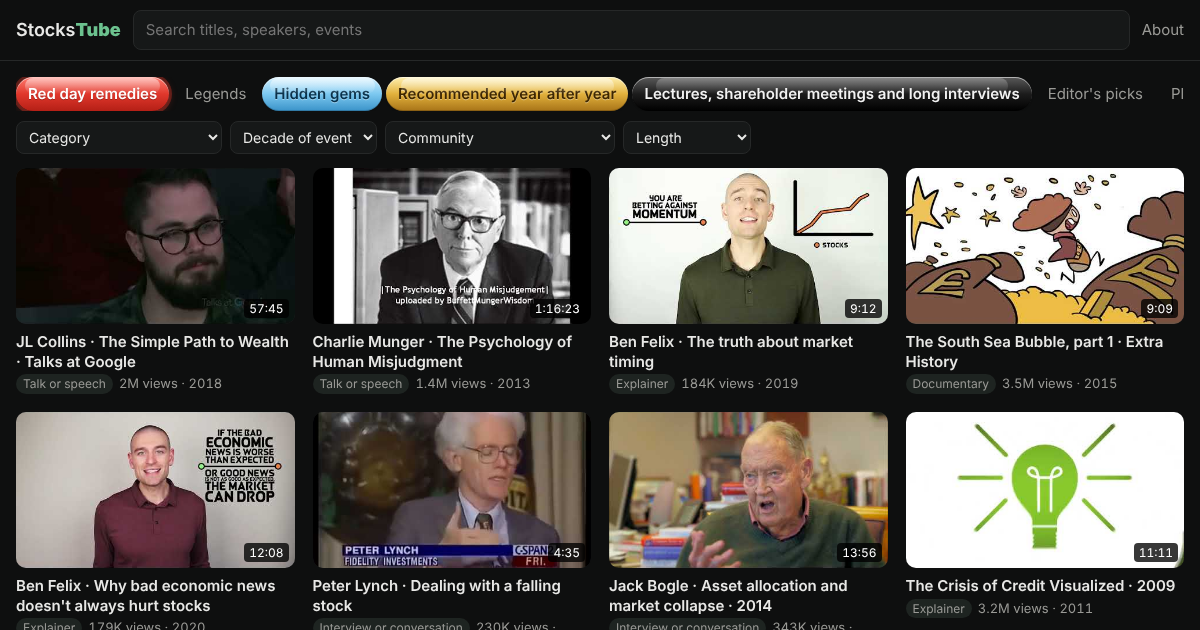 StocksTube
Search titles, speakers, events
About
Red day remedies
Legends
Hidden gems
Recommended year after year
Lectures, shareholder meetings and long interviews
Editor's picks
Pl
Category
Decade of event
Community
Length
57:45
|The Psychology of Human Misjudgement|
uploaded by BuffettMungerWisdom
1:16:23
YOU ARE
BETTING AGAINST
MOMENTUM
STOCKS
9:12
9:09
JL Collins · The Simple Path to Wealth
· Talks at Google
Talk or speech
2M views · 2018
Charlie Munger · The Psychology of
Human Misjudgment
Talk or speech
1.4M views · 2013
Ben Felix · The truth about market
timing
Explainer
184K views · 2019
The South Sea Bubble, part 1 · Extra
History
Documentary
3.5M views · 2015
IF THE BAD
ECONOMIC
NEWS IS WORSE
THAN EXPECTED
OR GOOD NEWS
IS NOT AS GOOD AS EXPECTED,
THE MARKET
CAN DROP
12:08
PETER LYNCH
FIDELITY INVESTMENTS
C-SPAN
FRI.
4:35
13:56
11:11
Ben Felix · Why bad economic news
doesn't always hurt stocks
Explainer
179K views · 2020
Peter Lynch · Dealing with a falling
stock
Interview or conversation
230K views ·
Jack Bogle · Asset allocation and
market collapse · 2014
Interview or conversation
343K views ·
The Crisis of Credit Visualized · 2009
Explainer
3.2M views · 2011